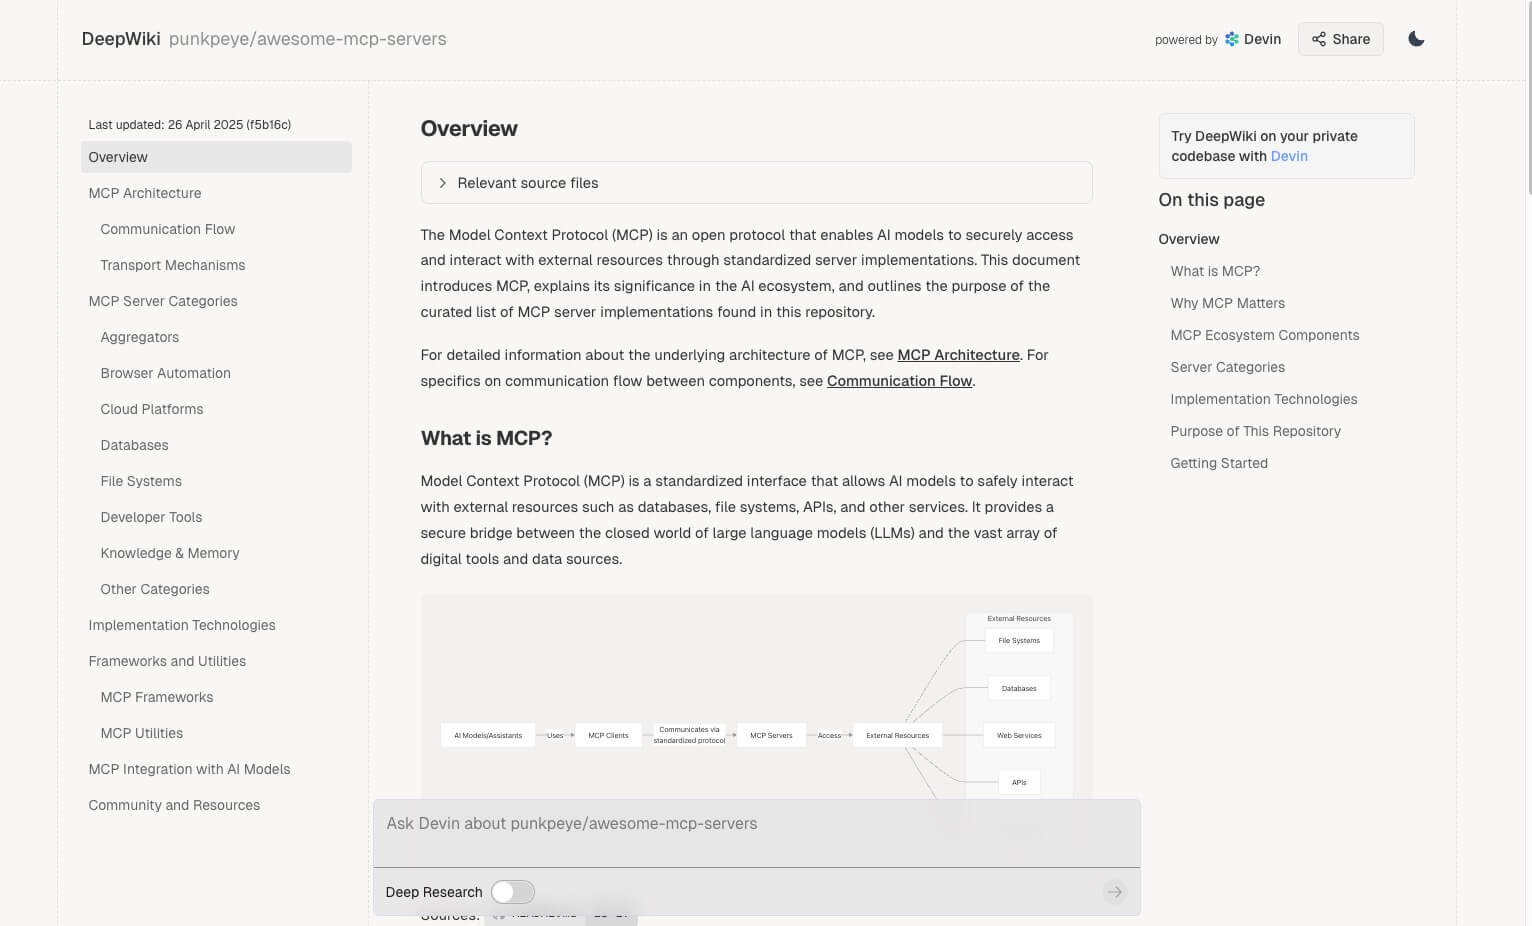 DeepWiki punkpeye/awesome-mcp-servers
powered by Devin
Share
Last updated: 26 April 2025 (f5b16c)
Overview
MCP Architecture
Communication Flow
Transport Mechanisms
MCP Server Categories
Aggregators
Browser Automation
Cloud Platforms
Databases
File Systems
Developer Tools
Knowledge & Memory
Other Categories
Implementation Technologies
Frameworks and Utilities
MCP Frameworks
MCP Utilities
MCP Integration with AI Models
Community and Resources
Overview
Relevant source files
The Model Context Protocol (MCP) is an open protocol that enables AI models to securely access
and interact with external resources through standardized server implementations. This document
introduces MCP, explains its significance in the AI ecosystem, and outlines the purpose of the
curated list of MCP server implementations found in this repository.
For detailed information about the underlying architecture of MCP, see MCP Architecture. For
specifics on communication flow between components, see Communication Flow.
What is MCP?
Model Context Protocol (MCP) is a standardized interface that allows AI models to safely interact
with external resources such as databases, file systems, APIs, and other services. It provides a
secure bridge between the closed world of large language models (LLMs) and the vast array of
digital tools and data sources.
External Resources
File Systems
Databases
AI Models/Assistants
Uses
MCP Clients
Communicates via
standardized protocol
MCP Servers
Access
External Resources
Web Services
APIs
Ask Devin about punkpeye/awesome-mcp-servers
Deep Research
Sources:
Try DeepWiki on your private
codebase with Devin
On this page
Overview
What is MCP?
Why MCP Matters
MCP Ecosystem Components
Server Categories
Implementation Technologies
Purpose of This Repository
Getting Started